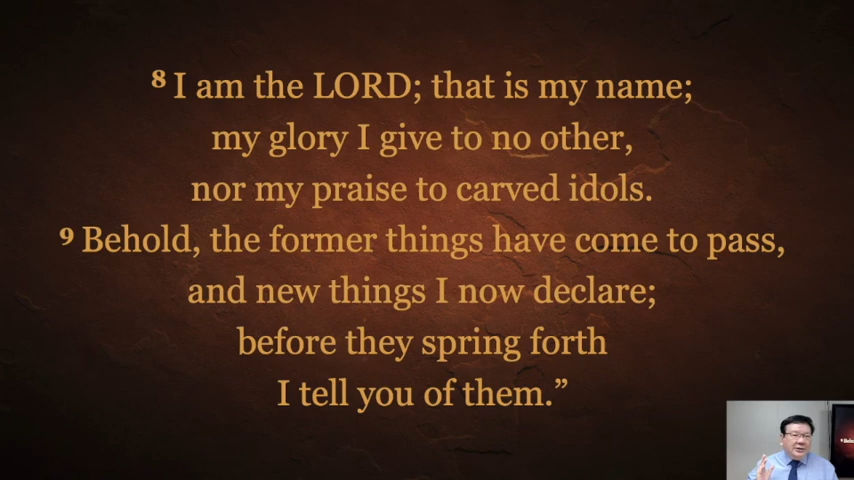 8 I am the LORD; that is my name;
my glory I give to no other,
nor my praise to carved idols.
9 Behold, the former things have come to pass,
and new things I now declare;
before they spring forth
I tell you of them.”